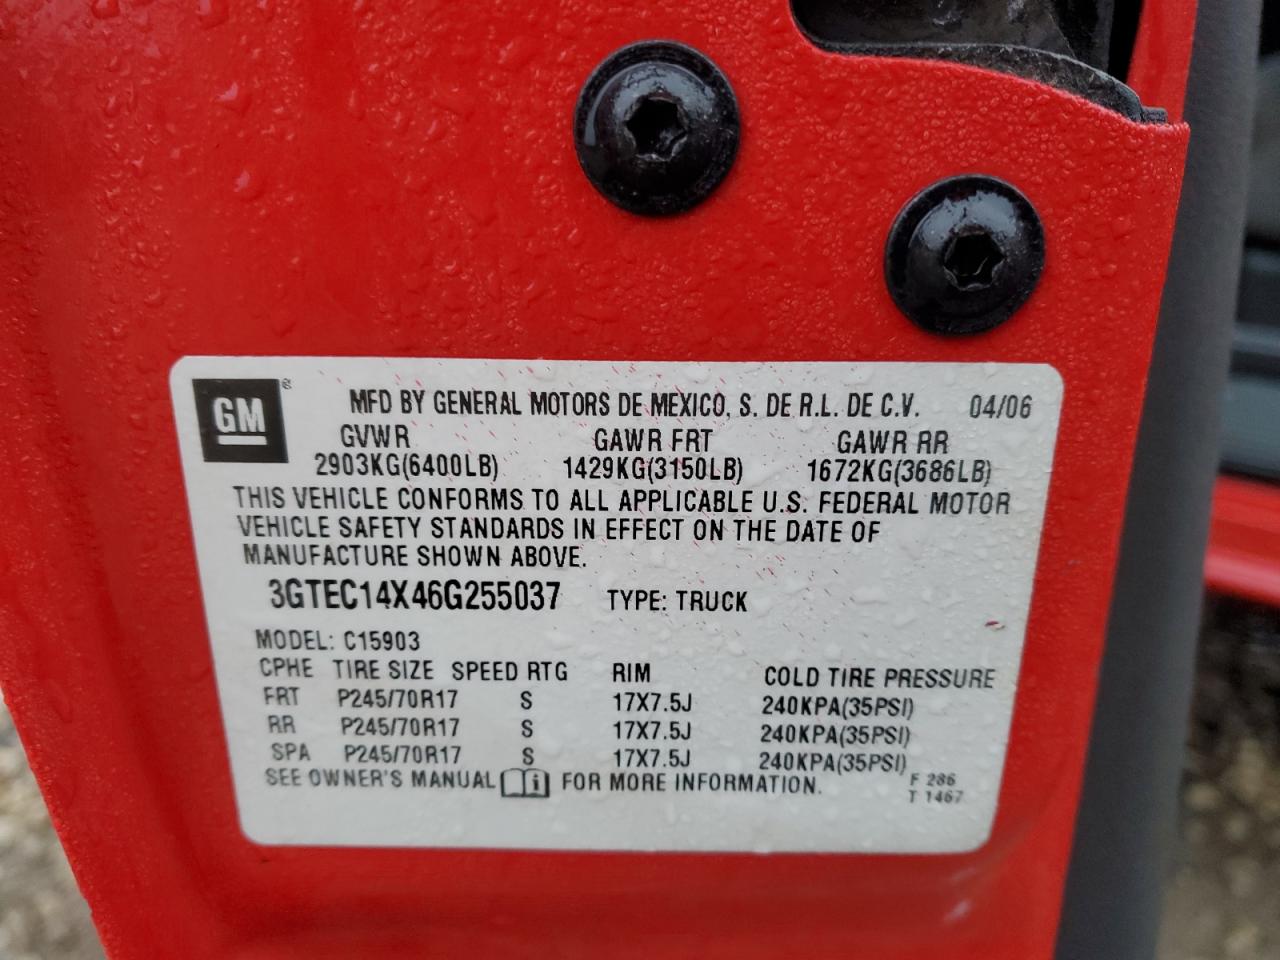 GM ® MFD BY GENERAL MOTORS DE MEXICO, S. DE R.L. DE C.V. 04/06
GVWR GAWR FRT GAWR RR
2903KG(6400LB) 1429KG(3150LB) 1672KG(3686LB)
THIS VEHICLE CONFORMS TO ALL APPLICABLE U.S. FEDERAL MOTOR
VEHICLE SAFETY STANDARDS IN EFFECT ON THE DATE OF
MANUFACTURE SHOWN ABOVE.
3GTEC14X46G255037 TYPE: TRUCK
MODEL: C15903
CPHE TIRE SIZE SPEED RTG RIM COLD TIRE PRESSURE
FRT P245/70R17 S 17X7.5J 240KPA(35PSI)
RR P245/70R17 S 17X7.5J 240KPA(35PSI)
SPA P245/70R17 S 17X7.5J 240KPA(35PSI)
SEE OWNER'S MANUAL i FOR MORE INFORMATION. F 286
T 1467